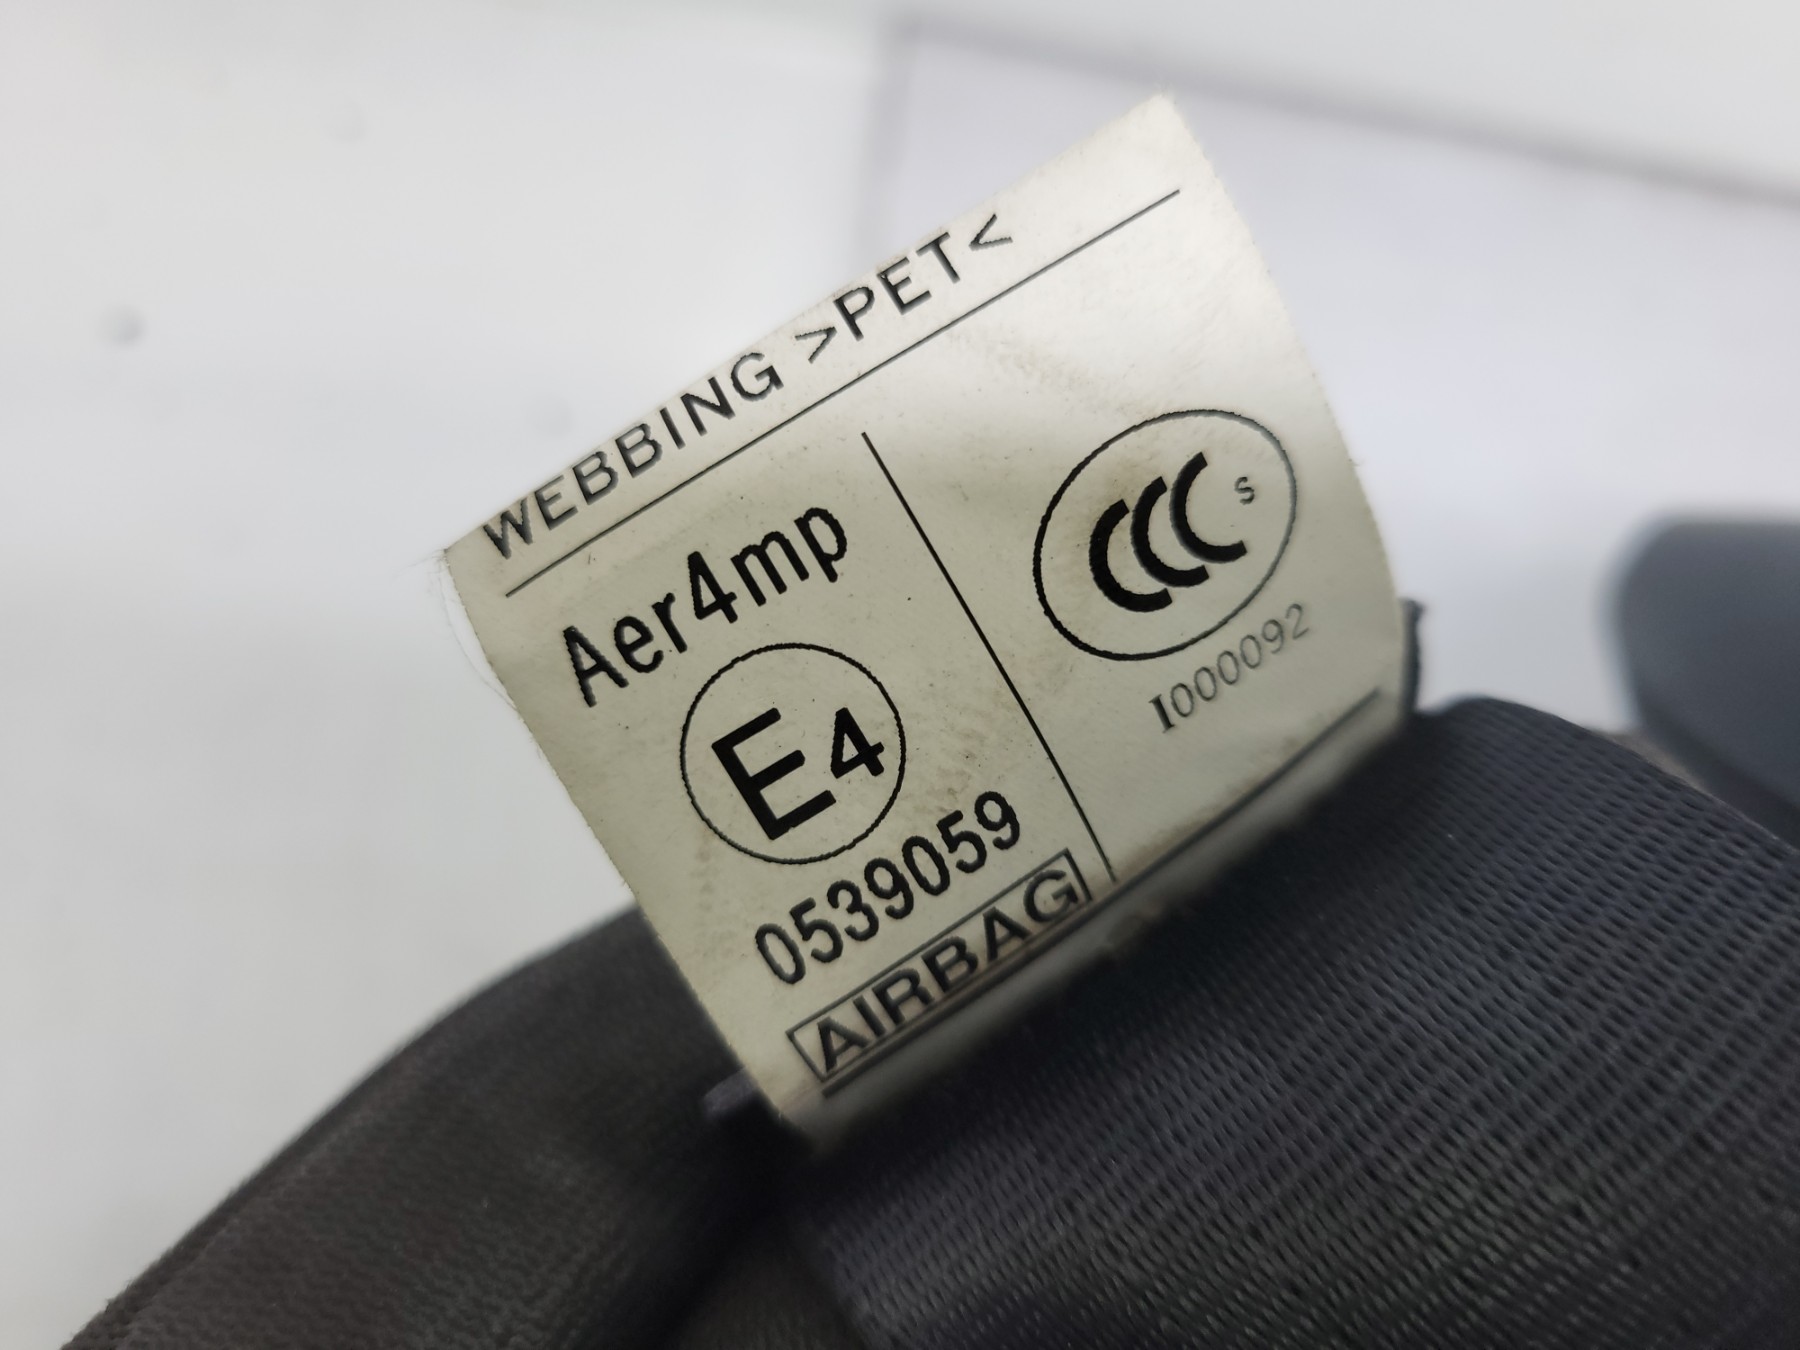 WEBBING >PET<
Aer4mp
E4
0539059
AIRBAG
CCC S
I000092